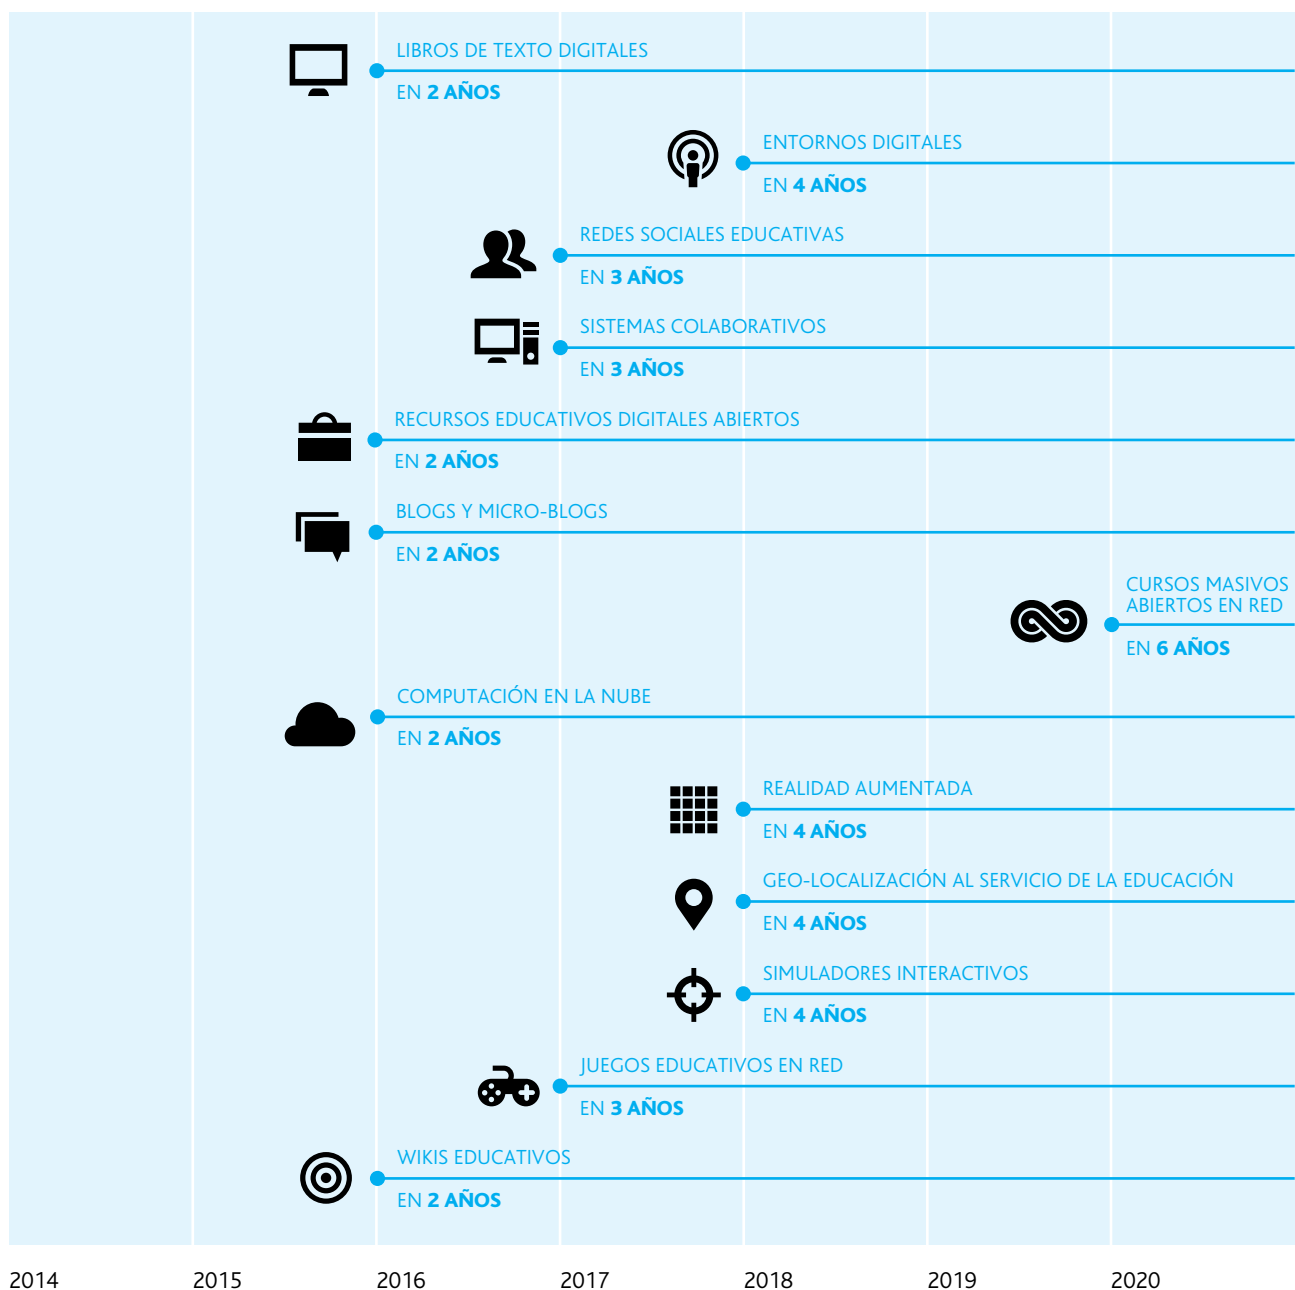 LIBROS DE TEXTO DIGITALES
EN 2 AÑOS
ENTORNOS DIGITALES
EN 4 AÑOS
REDES SOCIALES EDUCATIVAS
EN 3 AÑOS
SISTEMAS COLABORATIVOS
EN 3 AÑOS
RECURSOS EDUCATIVOS DIGITALES ABIERTOS
EN 2 AÑOS
BLOGS Y MICRO-BLOGS
EN 2 AÑOS
CURSOS MASIVOS
ABIERTOS EN RED
EN 6 AÑOS
COMPUTACIÓN EN LA NUBE
EN 2 AÑOS
REALIDAD AUMENTADA
EN 4 AÑOS
GEO-LOCALIZACIÓN AL SERVICIO DE LA EDUCACIÓN
EN 4 AÑOS
SIMULADORES INTERACTIVOS
EN 4 AÑOS
JUEGOS EDUCATIVOS EN RED
EN 3 AÑOS
WIKIS EDUCATIVOS
EN 2 AÑOS
2014 2015 2016 2017 2018 2019 2020